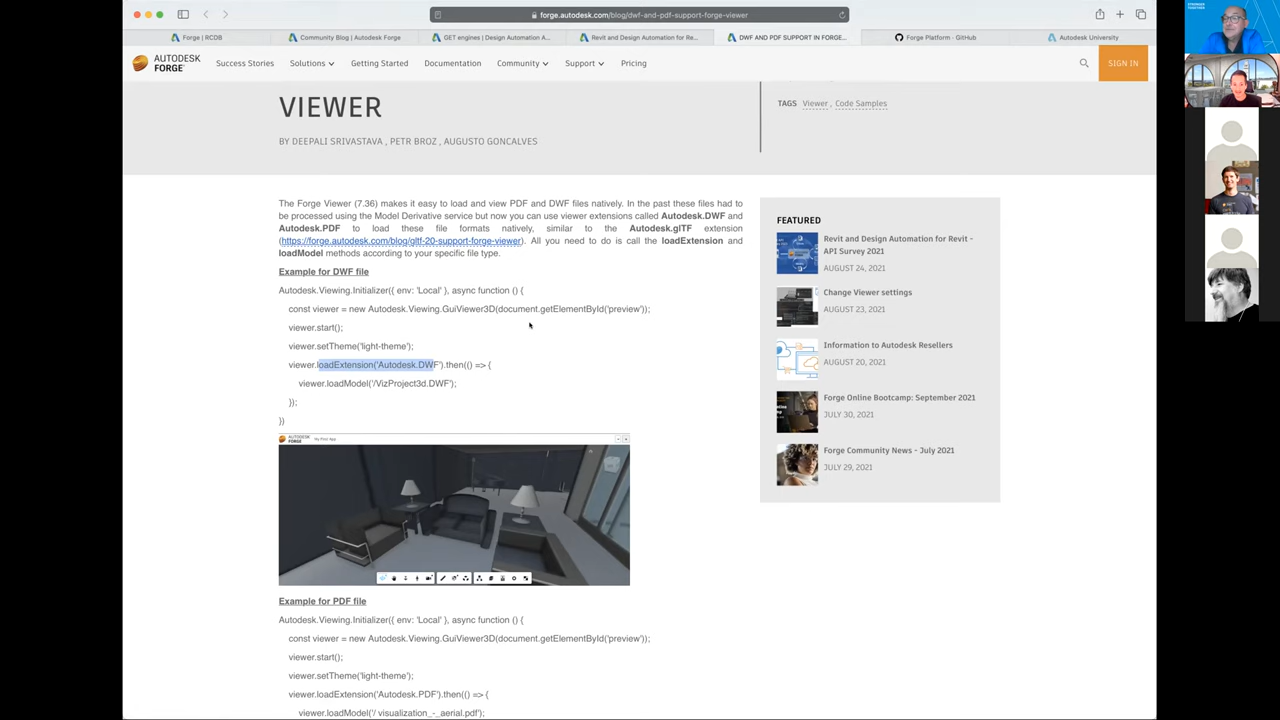 forge.autodesk.com/blog/dwf-and-pdf-support-forge-viewer
Forge | RCDB
Community Blog | Autodesk Forge
GET engines | Design Automation A...
Revit and Design Automation for Re...
DWF AND PDF SUPPORT IN FORGE...
Forge Platform · GitHub
Autodesk University
AUTODESK
FORGE
Success Stories
Solutions
Getting Started
Documentation
Community
Support
Pricing
SIGN IN
VIEWER
BY DEEPALI SRIVASTAVA , PETR BROZ , AUGUSTO GONCALVES
TAGS Viewer , Code Samples
The Forge Viewer (7.36) makes it easy to load and view PDF and DWF files natively. In the past these files had to
be processed using the Model Derivative service but now you can use viewer extensions called Autodesk.DWF and
Autodesk.PDF to load these file formats natively, similar to the Autodesk.glTF extension
(https://forge.autodesk.com/blog/gltf-20-support-forge-viewer). All you need to do is call the loadExtension and
loadModel methods according to your specific file type.
Example for DWF file
Autodesk.Viewing.Initializer({ env: 'Local' }, async function () {
const viewer = new Autodesk.Viewing.GuiViewer3D(document.getElementById('preview'));
viewer.start();
viewer.setTheme('light-theme');
viewer.loadExtension('Autodesk.DWF').then(() => {
viewer.loadModel('/VizProject3d.DWF');
});
})
AUTODESK
FORGE
My First App
Example for PDF file
Autodesk.Viewing.Initializer({ env: 'Local' }, async function () {
const viewer = new Autodesk.Viewing.GuiViewer3D(document.getElementById('preview'));
viewer.start();
viewer.setTheme('light-theme');
viewer.loadExtension('Autodesk.PDF').then(() => {
viewer.loadModel('/ visualization_-_aerial.pdf');
FEATURED
Revit and Design Automation for Revit -
API Survey 2021
AUGUST 24, 2021
Change Viewer settings
AUGUST 23, 2021
Information to Autodesk Resellers
AUGUST 20, 2021
Forge Online Bootcamp: September 2021
JULY 30, 2021
Forge Community News - July 2021
JULY 29, 2021